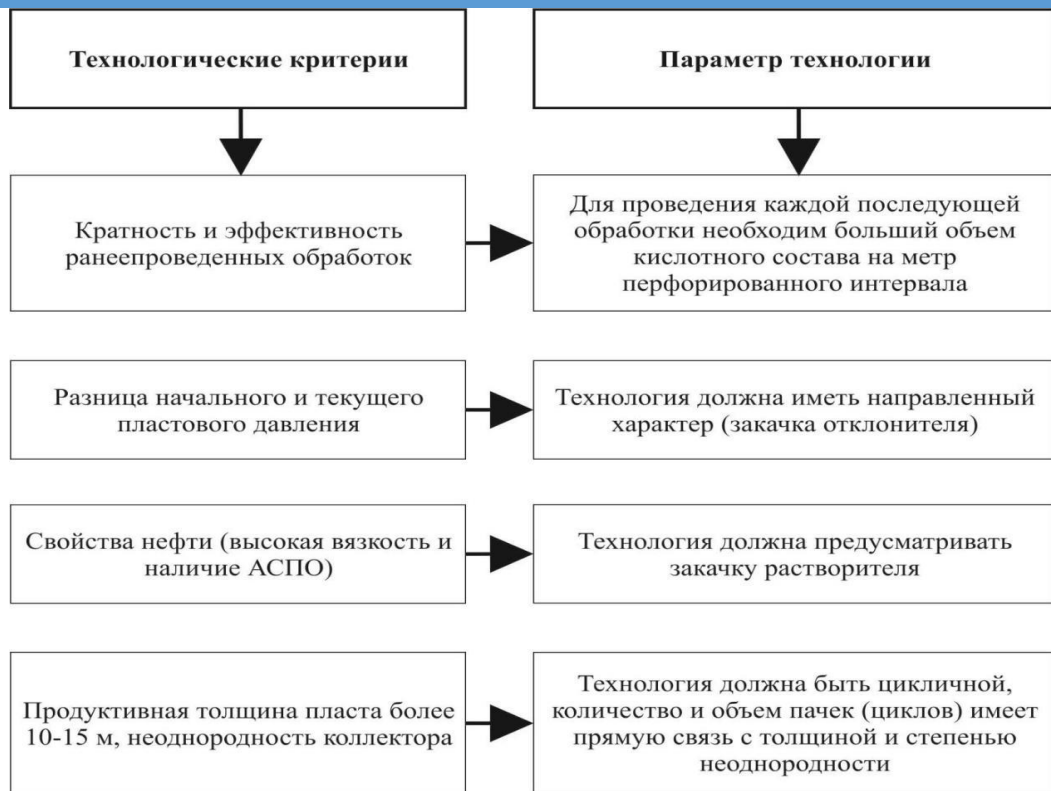 Технологические критерии
Параметр технологии
Кратность и эффективность
ранеепроведенных обработок
Для проведения каждой последующей
обработки необходим больший объем
кислотного состава на метр
перфорированного интервала
Разница начального и текущего
пластового давления
Технология должна иметь направленный
характер (закачка отклонителя)
Свойства нефти (высокая вязкость и
наличие АСПО)
Технология должна предусматривать
закачку растворителя
Продуктивная толщина пласта более
10-15 м, неоднородность коллектора
Технология должна быть цикличной,
количество и объем пачек (циклов) имеет
прямую связь с толщиной и степенью
неоднородности